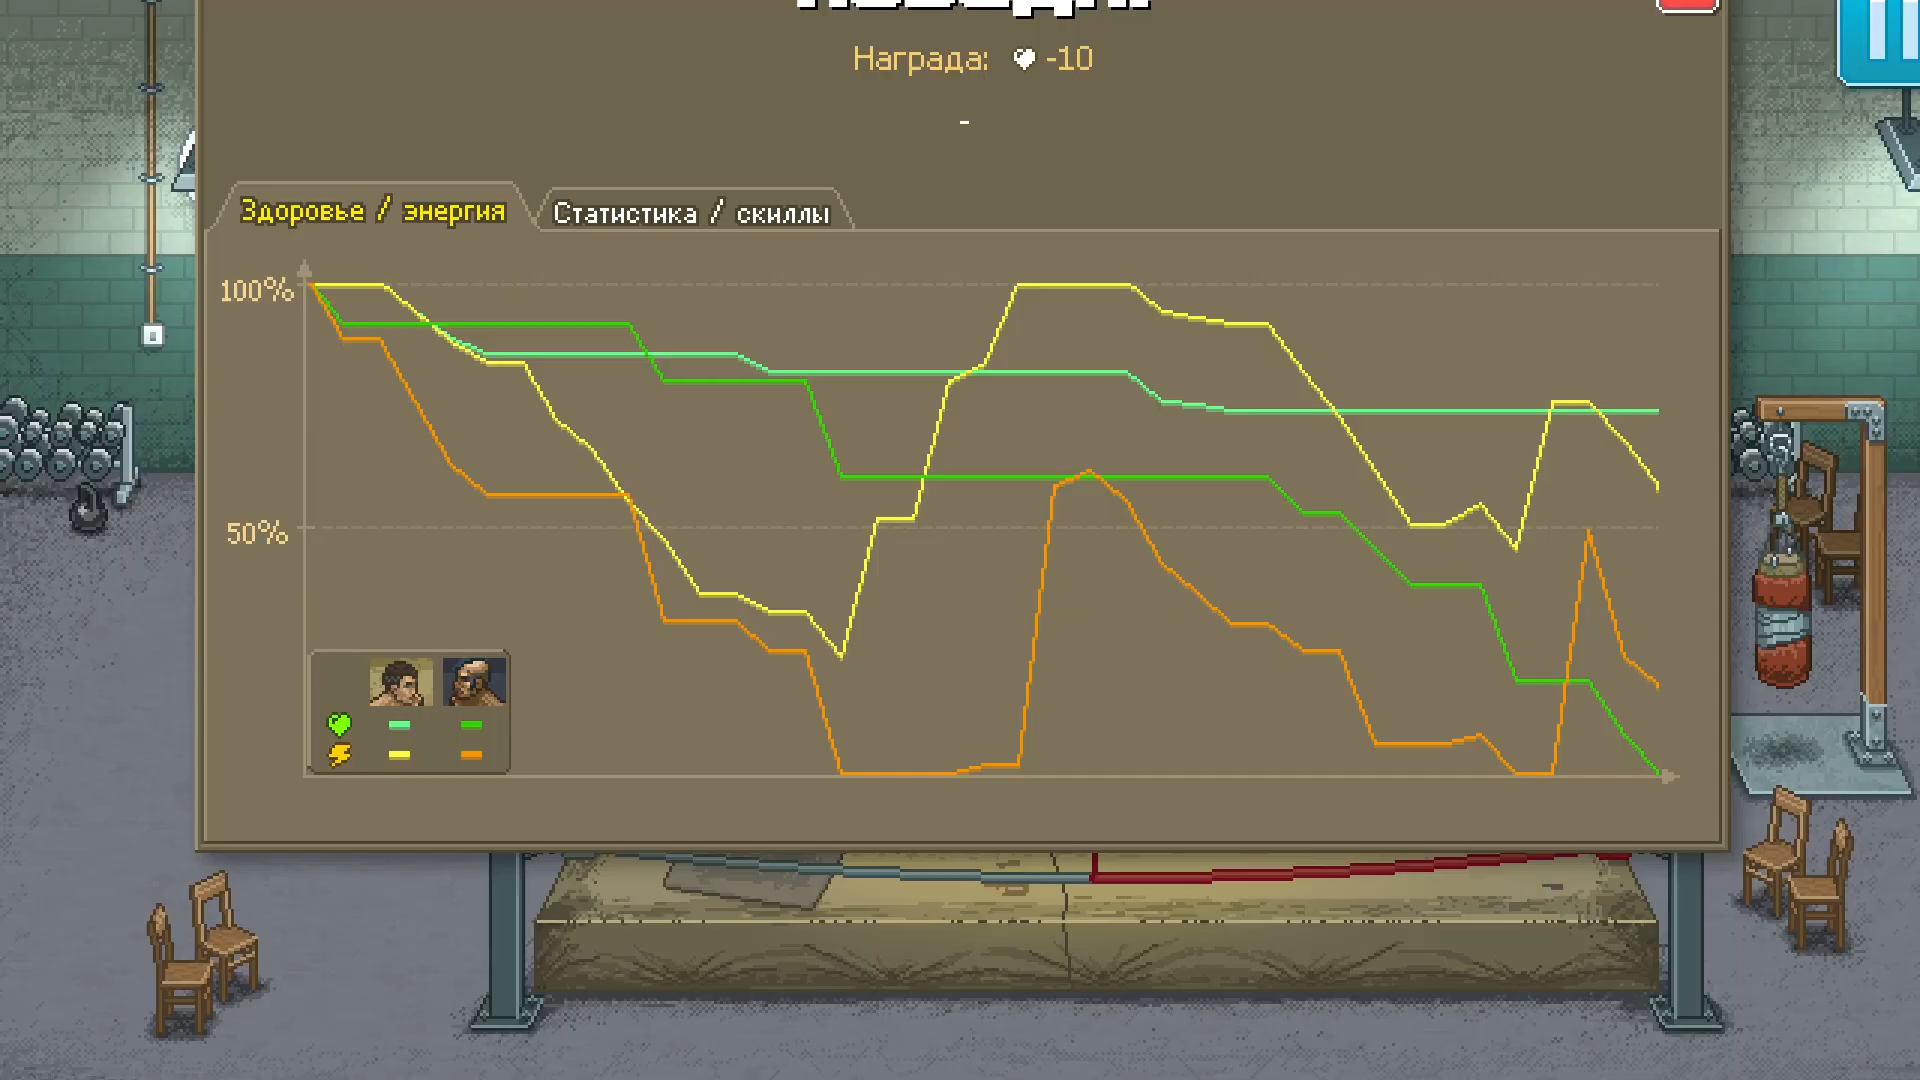 Награда: -10
-
Здоровье / энергия
Статистика / скиллы
100%
50%